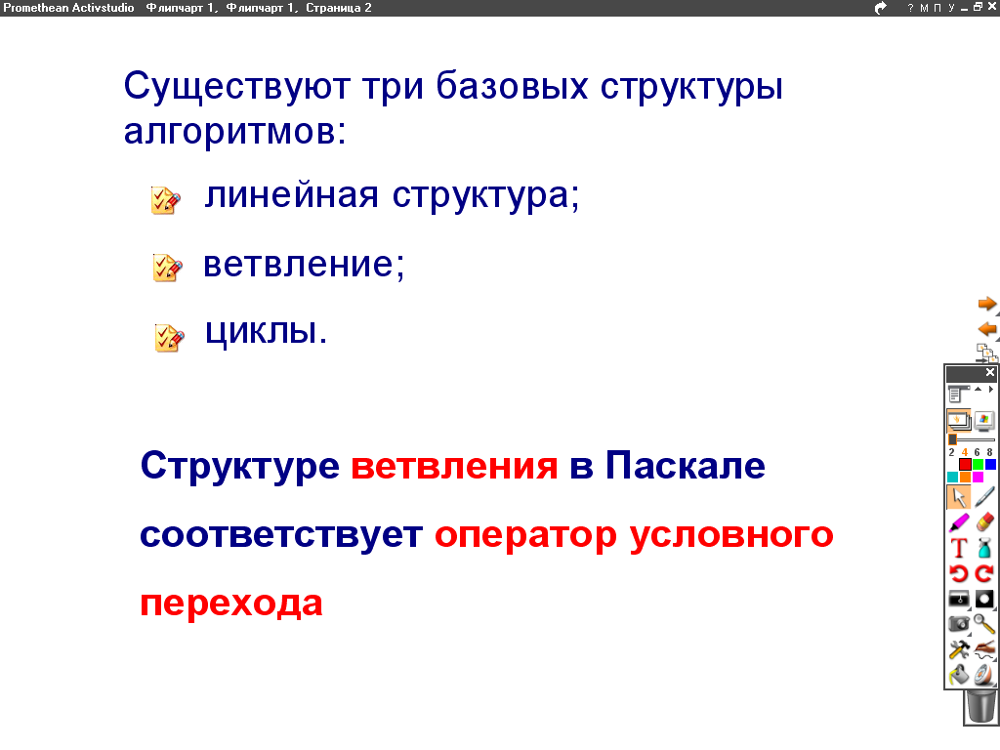 Promethean Activstudio Флипчарт 1, Флипчарт 1, Страница 2
? М П У
Существуют три базовых структуры
алгоритмов:
линейная структура;
ветвление;
циклы.
Структуре ветвления в Паскале
соответствует оператор условного
перехода
2 4 6 8
T